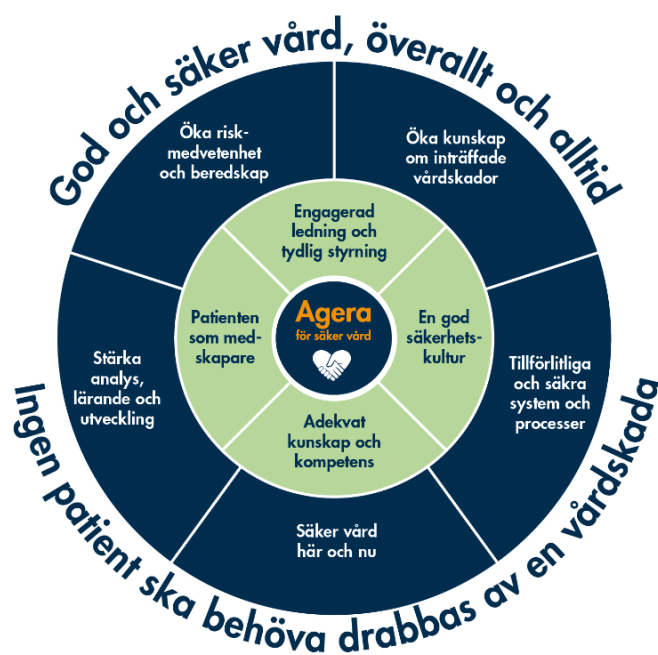 God och säker vård, överallt och alltid
Öka risk-
medvetenhet
och beredskap
Öka kunskap
om inträffade
vårdskador
Engagerad
ledning och
tydlig styrning
Patienten
som med-
skapare
Agera
för säker vård
En god
säkerhets-
kultur
Stärka
analys,
lärande och
utveckling
Tillförlitliga
och säkra
system och
processer
Adekvat
kunskap och
kompetens
Säker vård
här och nu
Ingen patient ska behöva drabbas av en vårdskada